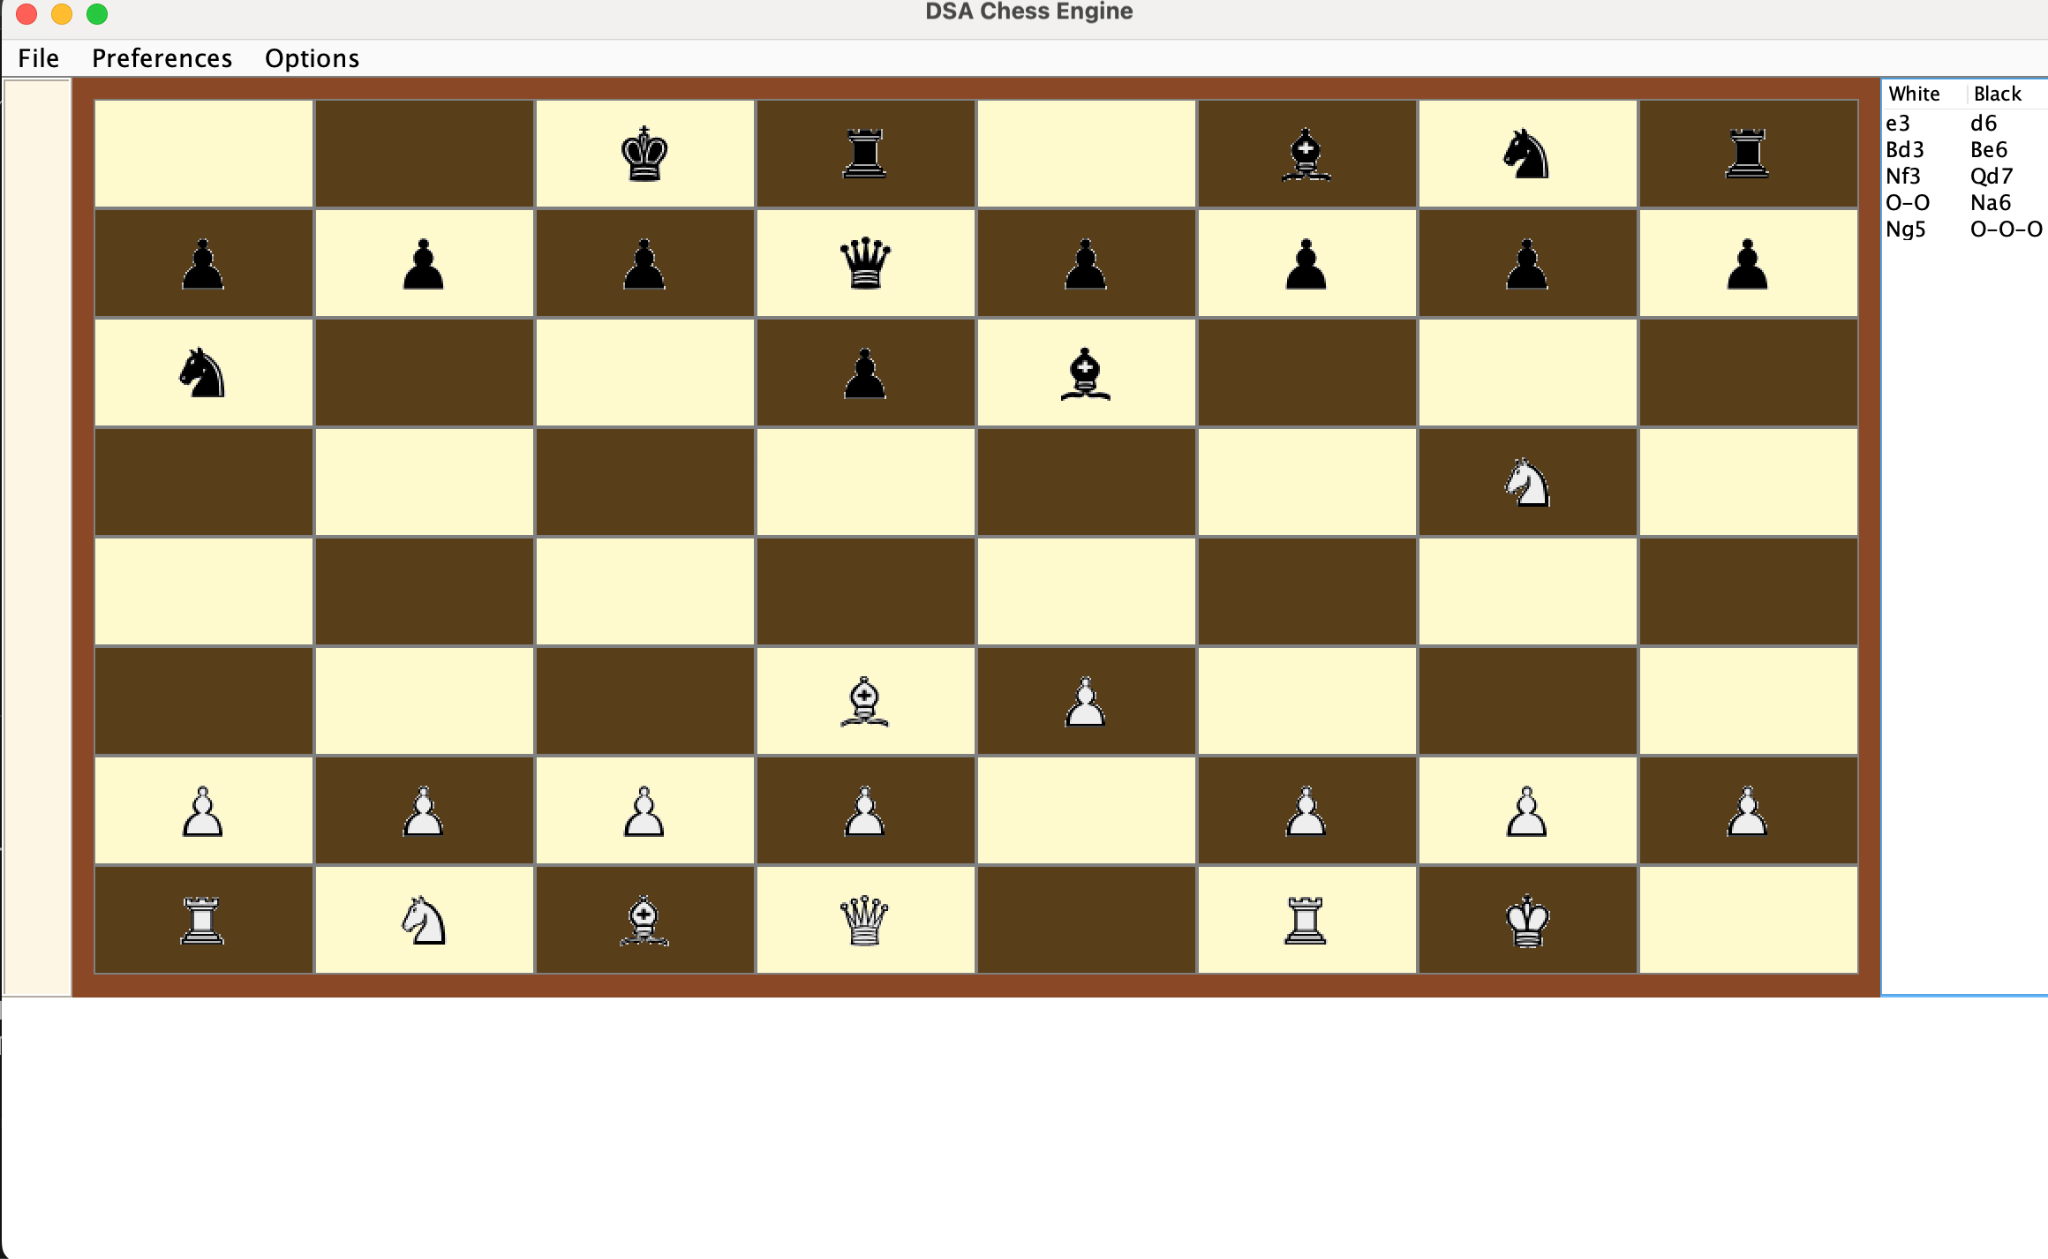 DSA Chess Engine
File Preferences Options
White Black
e3 d6
Bd3 Be6
Nf3 Qd7
O-O Na6
Ng5 O-O-O